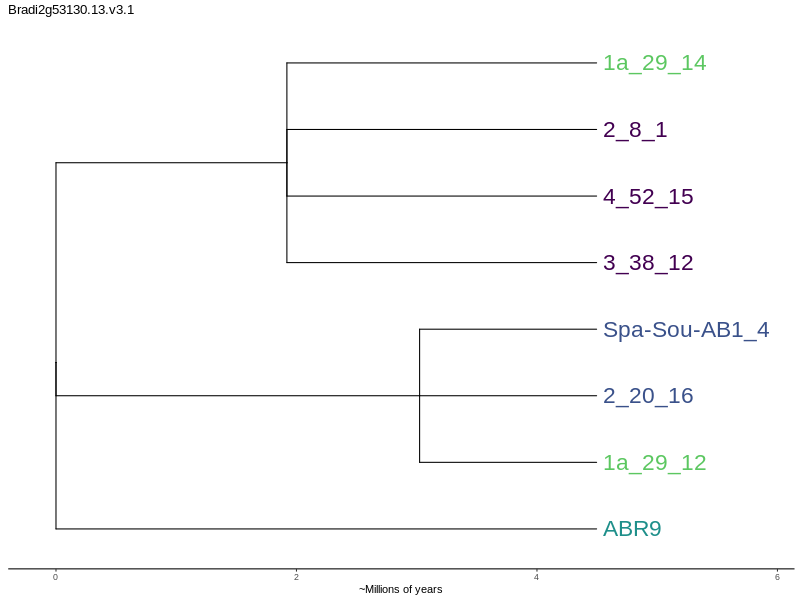 Bradi2g53130.13.v3.1
1a_29_14
2_8_1
4_52_15
3_38_12
Spa-Sou-AB1_4
2_20_16
1a_29_12
ABR9
0 2 4 6
~Millions of years